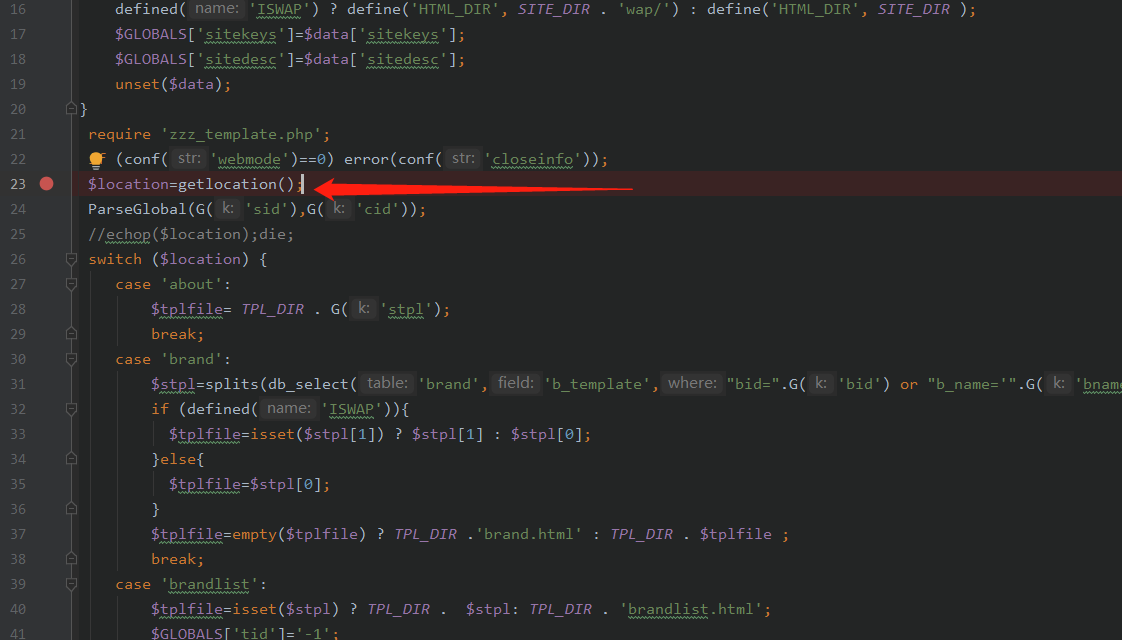 16 defined( name: 'ISWAP') ? define('HTML_DIR', SITE_DIR . 'wap/') : define('HTML_DIR', SITE_DIR );
17 $GLOBALS['sitekeys']=$data['sitekeys'];
18 $GLOBALS['sitedesc']=$data['sitedesc'];
19 unset($data);
20 }
21 require 'zzz_template.php';
22 (conf( str: 'webmode')==0) error(conf( str: 'closeinfo'));
23 $location=getlocation();
24 ParseGlobal(G( k: 'sid'),G( k: 'cid'));
25 //echop($location);die;
26 switch ($location) {
27 case 'about':
28 $tplfile= TPL_DIR . G( k: 'stpl');
29 break;
30 case 'brand':
31 $stpl=splits(db_select( table: 'brand', field: 'b_template', where: "bid=".G( k: 'bid') or "b_name='".G( k: 'bname
32 if (defined( name: 'ISWAP')){
33 $tplfile=isset($stpl[1]) ? $stpl[1] : $stpl[0];
34 }else{
35 $tplfile=$stpl[0];
36 }
37 $tplfile=empty($tplfile) ? TPL_DIR .'brand.html' : TPL_DIR . $tplfile ;
38 break;
39 case 'brandlist':
40 $tplfile=isset($stpl) ? TPL_DIR . $stpl: TPL_DIR . 'brandlist.html';
41 $GLOBALS['tid']='-1';